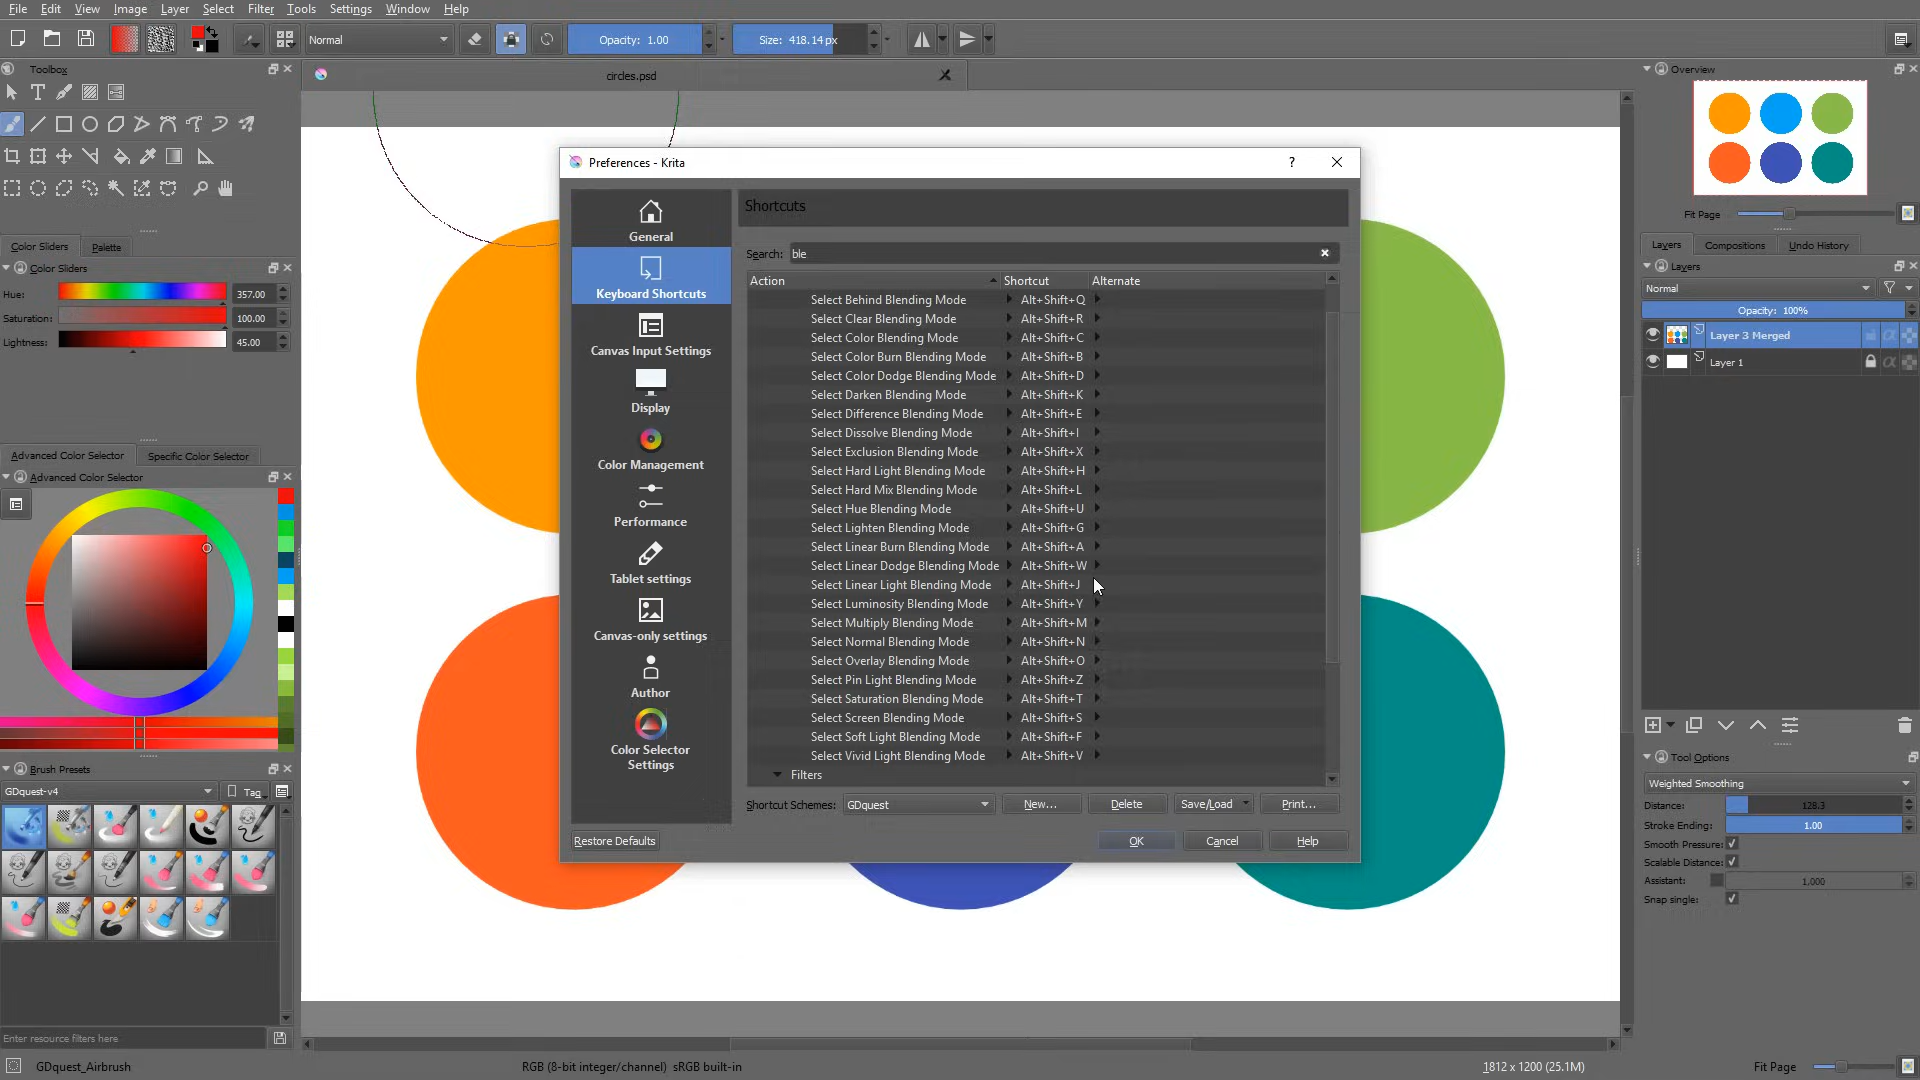 File Edit View Image Layer Select Filter Tools Settings Window Help
Normal Opacity: 1.00 Size: 418.14 px
Toolbox
circles.psd
Overview
Fit Page
Color Sliders Palette
Color Sliders
Hue: 357.00
Saturation: 100.00
Lightness: 45.00
Advanced Color Selector Specific Color Selector
Advanced Color Selector
Brush Presets
GDquest-v4 Tag
Enter resource filters here
GDquest_Airbrush
Preferences - Krita ?
General
Keyboard Shortcuts
Canvas Input Settings
Display
Color Management
Performance
Tablet settings
Canvas-only settings
Author
Color Selector
Settings
Shortcuts
Search: ble
Action Shortcut Alternate
Select Behind Blending Mode Alt+Shift+Q
Select Clear Blending Mode Alt+Shift+R
Select Color Blending Mode Alt+Shift+C
Select Color Burn Blending Mode Alt+Shift+B
Select Color Dodge Blending Mode Alt+Shift+D
Select Darken Blending Mode Alt+Shift+K
Select Difference Blending Mode Alt+Shift+E
Select Dissolve Blending Mode Alt+Shift+I
Select Exclusion Blending Mode Alt+Shift+X
Select Hard Light Blending Mode Alt+Shift+H
Select Hard Mix Blending Mode Alt+Shift+L
Select Hue Blending Mode Alt+Shift+U
Select Lighten Blending Mode Alt+Shift+G
Select Linear Burn Blending Mode Alt+Shift+A
Select Linear Dodge Blending Mode Alt+Shift+W
Select Linear Light Blending Mode Alt+Shift+J
Select Luminosity Blending Mode Alt+Shift+Y
Select Multiply Blending Mode Alt+Shift+M
Select Normal Blending Mode Alt+Shift+N
Select Overlay Blending Mode Alt+Shift+O
Select Pin Light Blending Mode Alt+Shift+Z
Select Saturation Blending Mode Alt+Shift+T
Select Screen Blending Mode Alt+Shift+S
Select Soft Light Blending Mode Alt+Shift+F
Select Vivid Light Blending Mode Alt+Shift+V
Filters
Shortcut Schemes: GDquest New... Delete Save/Load Print...
Restore Defaults OK Cancel Help
Layers Compositions Undo History
Layers
Normal
Opacity: 100%
Layer 3 Merged
Layer 1
Tool Options
Weighted Smoothing
Distance: 128.3
Stroke Ending: 1.00
Smooth Pressure:
Scalable Distance:
Assistant: 1.000
Snap single:
RGB (8-bit integer/channel) sRGB built-in 1812 x 1200 (25.1M) Fit Page